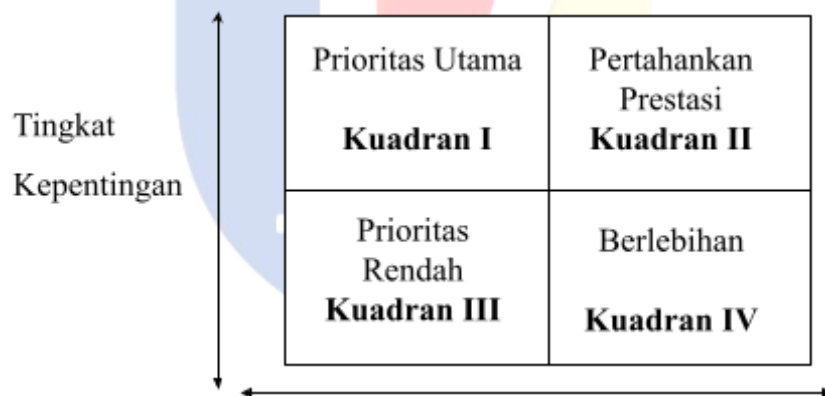 Tingkat
Kepentingan
Prioritas Utama
Kuadran I
Pertahankan
Prestasi
Kuadran II
Prioritas
Rendah
Kuadran III
Berlebihan
Kuadran IV